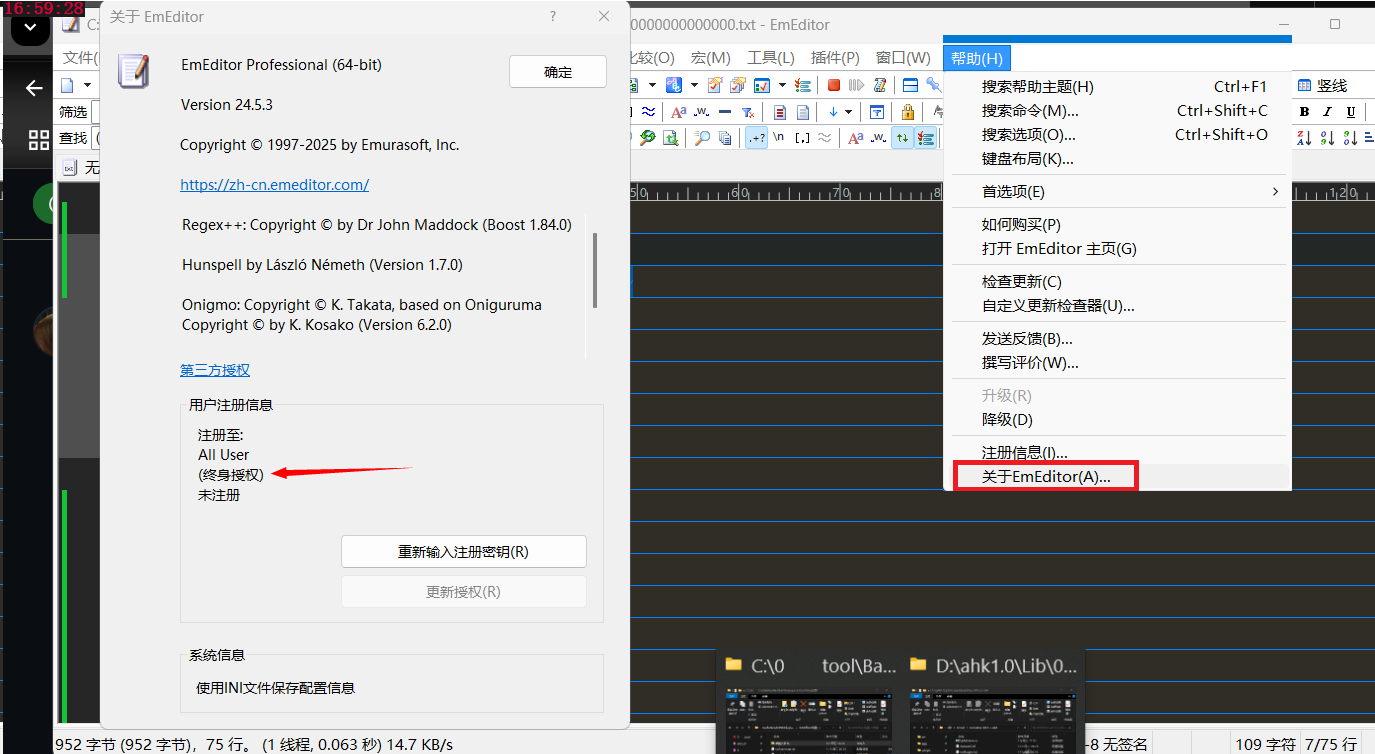 16:59:28
关于 EmEditor
0000000000000.txt - EmEditor
文件(
比较(O) 宏(M) 工具(L) 插件(P) 窗口(W) 帮助(H)
EmEditor Professional (64-bit)
确定
Version 24.5.3
Copyright © 1997-2025 by Emurasoft, Inc.
https://zh-cn.emeditor.com/
Regex++: Copyright © by Dr John Maddock (Boost 1.84.0)
Hunspell by László Németh (Version 1.7.0)
Onigmo: Copyright © K. Takata, based on Oniguruma
Copyright © by K. Kosako (Version 6.2.0)
第三方授权
用户注册信息
注册至:
All User
(终身授权)
未注册
重新输入注册密钥(R)
更新授权(R)
系统信息
使用INI文件保存配置信息
筛选
查找
无
竖线
50 60 70 8 120
搜索帮助主题(H) Ctrl+F1
搜索命令(M)... Ctrl+Shift+C
搜索选项(O)... Ctrl+Shift+O
键盘布局(K)...
首选项(E)
如何购买(P)
打开 EmEditor 主页(G)
检查更新(C)
自定义更新检查器(U)...
发送反馈(B)...
撰写评价(W)...
升级(R)
降级(D)
注册信息(I)...
关于EmEditor(A)...
C:\0 tool\Ba...
D:\ahk1.0\Lib\0...
952 字节 (952 字节)，75 行。 (1 线程, 0.063 秒) 14.7 KB/s
-8 无签名
109 字符
7/75 行